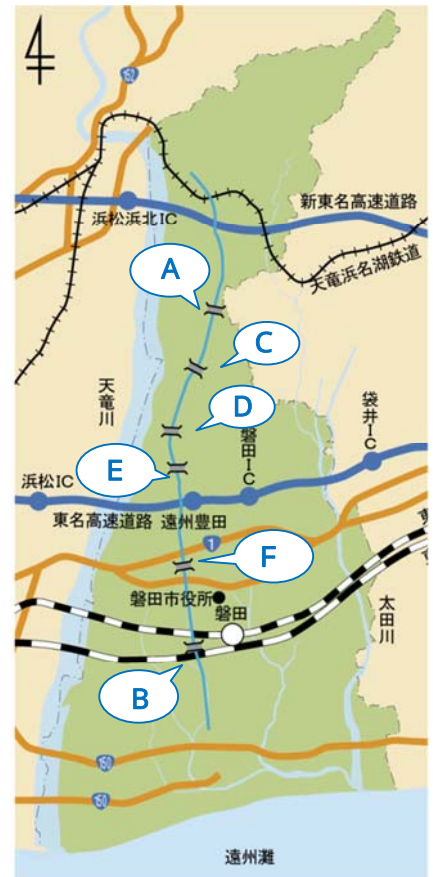 4
152
新東名高速道路
浜松浜北IC
天竜浜名湖鉄道
A
C
天竜川
D
磐田IC
袋井IC
E
浜松IC
東名高速道路
遠州豊田
1
F
磐田市役所
磐田
太田川
B
150
150
遠州灘